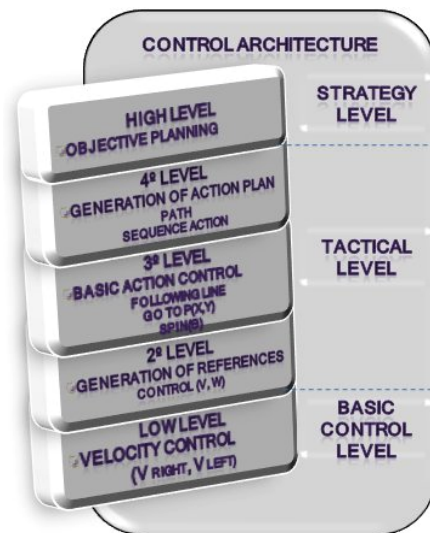 CONTROL ARCHITECTURE
HIGH LEVEL
OBJECTIVE PLANNING
STRATEGY
LEVEL
4º LEVEL
GENERATION OF ACTION PLAN
PATH
SEQUENCE ACTION
3º LEVEL
BASIC ACTION CONTROL
FOLLOWING LINE
GO TO P(X,Y)
SPIN(θ)
TACTICAL
LEVEL
2º LEVEL
GENERATION OF REFERENCES
CONTROL (V, W)
LOW LEVEL
VELOCITY CONTROL
(V RIGHT, V LEFT)
BASIC
CONTROL
LEVEL